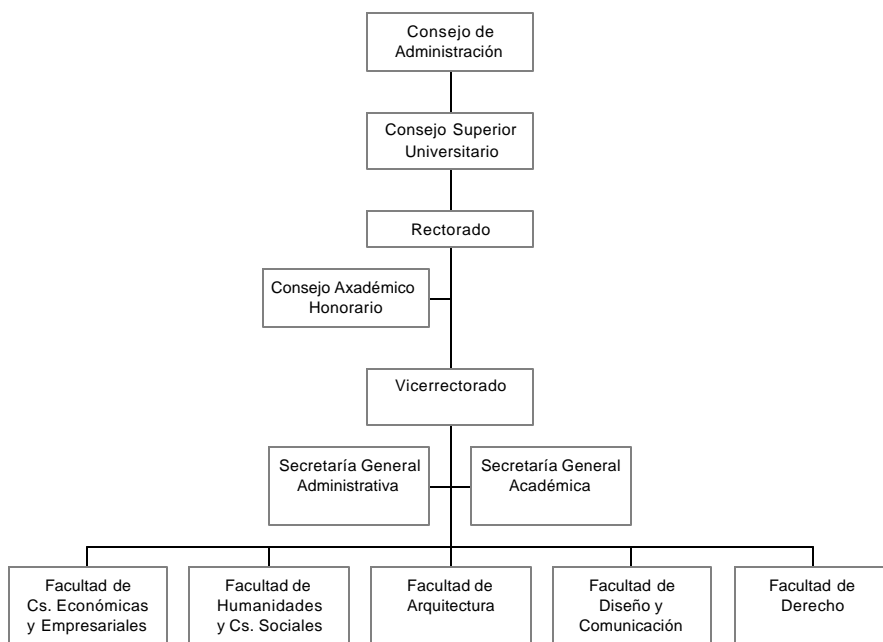 Consejo de
Administración
Consejo Superior
Universitario
Rectorado
Consejo Axadémico
Honorario
Vicerrectorado
Secretaría General
Administrativa
Secretaría General
Académica
Facultad de
Cs. Económicas
y Empresariales
Facultad de
Humanidades
y Cs. Sociales
Facultad de
Arquitectura
Facultad de
Diseño y
Comunicación
Facultad de
Derecho